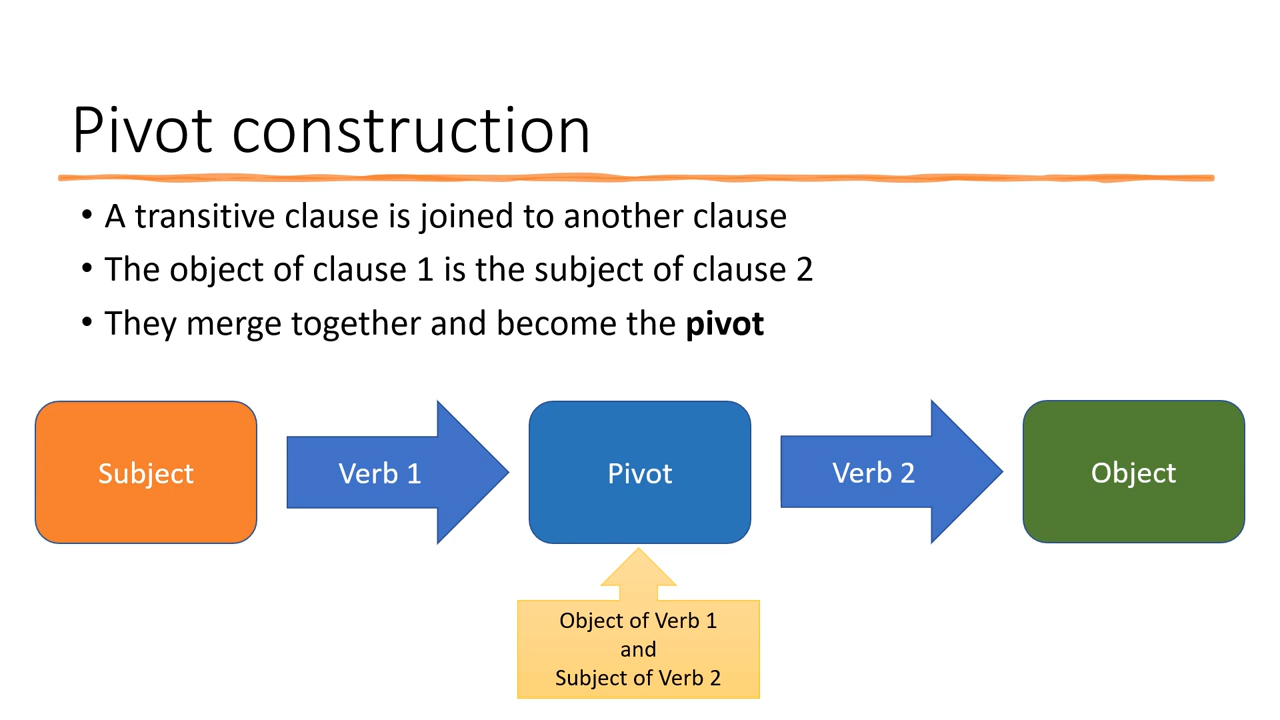 Pivot construction
• A transitive clause is joined to another clause
• The object of clause 1 is the subject of clause 2
• They merge together and become the pivot
Subject
Verb 1
Pivot
Verb 2
Object
Object of Verb 1
and
Subject of Verb 2